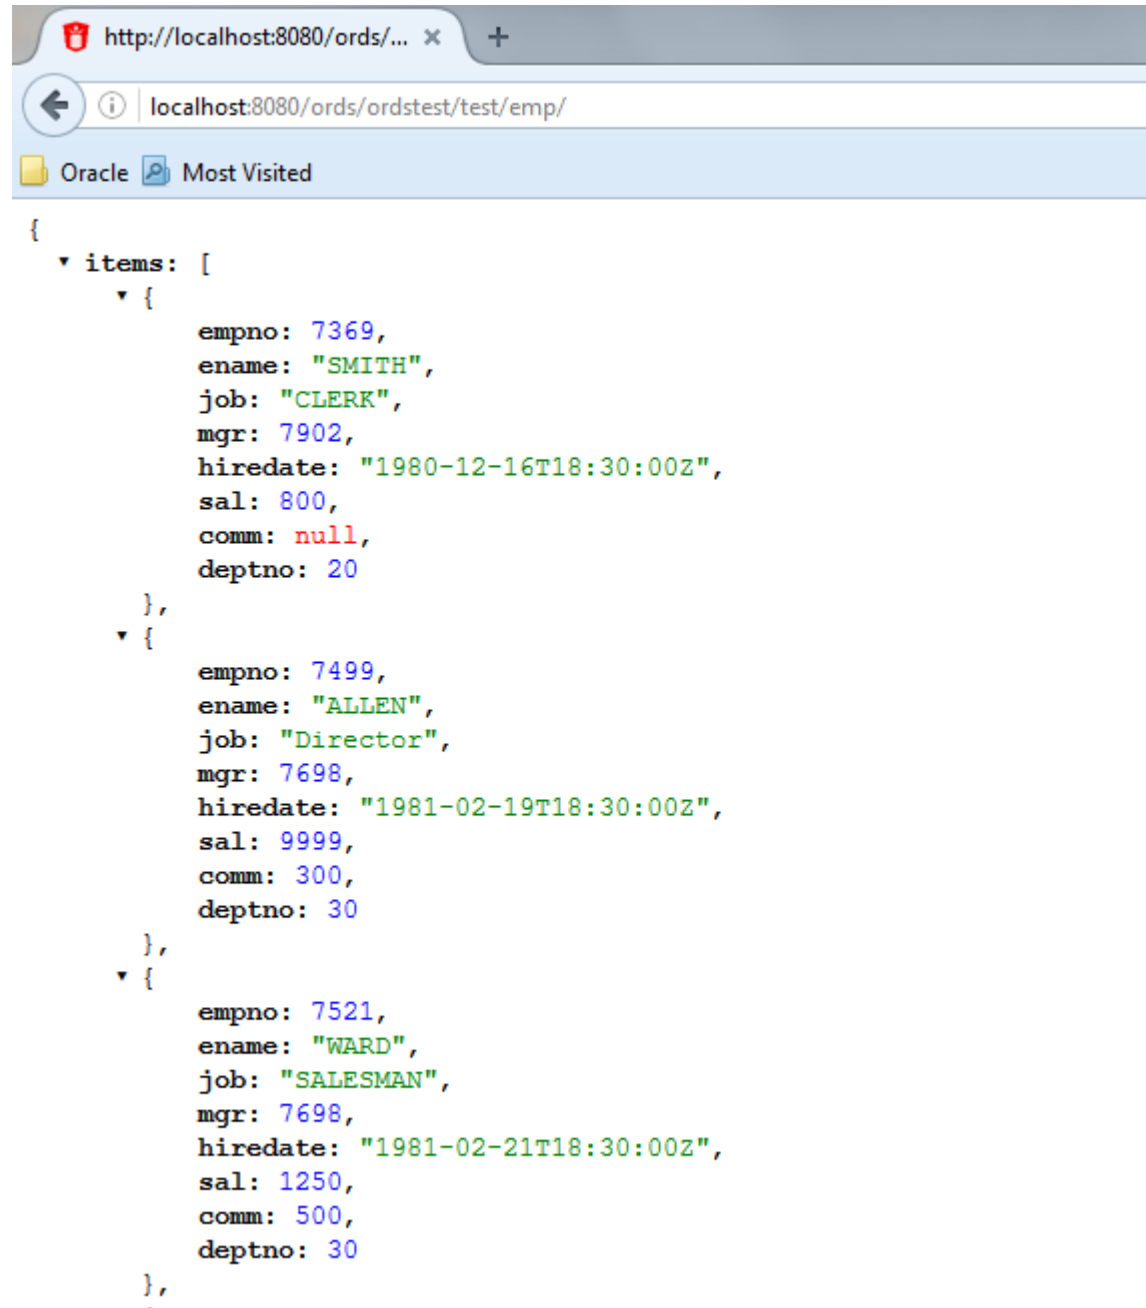 http://localhost:8080/ords/...
localhost:8080/ords/ordstest/test/emp/
Oracle Most Visited
{
items: [
{
empno: 7369,
ename: "SMITH",
job: "CLERK",
mgr: 7902,
hiredate: "1980-12-16T18:30:00Z",
sal: 800,
comm: null,
deptno: 20
},
{
empno: 7499,
ename: "ALLEN",
job: "Director",
mgr: 7698,
hiredate: "1981-02-19T18:30:00Z",
sal: 9999,
comm: 300,
deptno: 30
},
{
empno: 7521,
ename: "WARD",
job: "SALESMAN",
mgr: 7698,
hiredate: "1981-02-21T18:30:00Z",
sal: 1250,
comm: 500,
deptno: 30
},